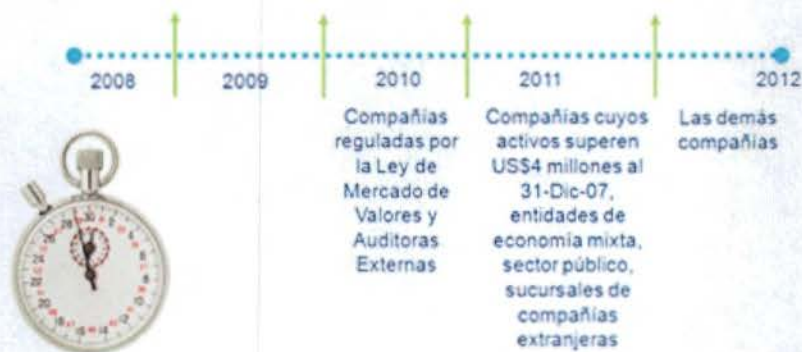 2008
2009
2010
2011
2012
Compañías
reguladas por
la Ley de
Mercado de
Valores y
Auditoras
Externas
Compañías cuyos
activos superen
US$4 millones al
31-Dic-07,
entidades de
economía mixta,
sector público,
sucursales de
compañías
extranjeras
Las demás
compañías